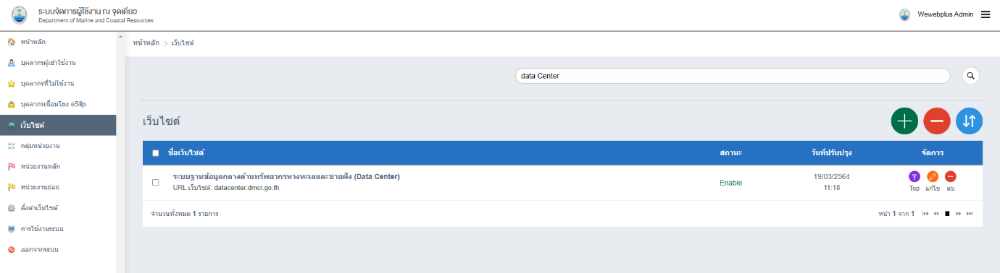 ระบบจัดการผู้ใช้งาน ณ จุดเดียว
Department of Marine and Coastal Resources
Wewebplus Admin
หน้าหลัก
บุคลากรผู้เข้าใช้งาน
บุคลากรที่ไม่ใช้งาน
บุคลากรเชื่อมโยง eSlip
เว็บไซต์
กลุ่มหน่วยงาน
หน่วยงานหลัก
หน่วยงานย่อย
ตั้งค่าเว็บไซต์
การใช้งานระบบ
ออกจากระบบ
หน้าหลัก > เว็บไซต์
data Center
เว็บไซต์
ชื่อเว็บไซต์ สถานะ วันที่ปรับปรุง จัดการ
ระบบฐานข้อมูลกลางด้านทรัพยากรทางทะเลและชายฝั่ง (Data Center)
URL เว็บไซต์: datacenter.dmcr.go.th
Enable
19/03/2564
11:18
T
Top แก้ไข ลบ
จำนวนทั้งหมด 1 รายการ
หน้า 1 จาก 1